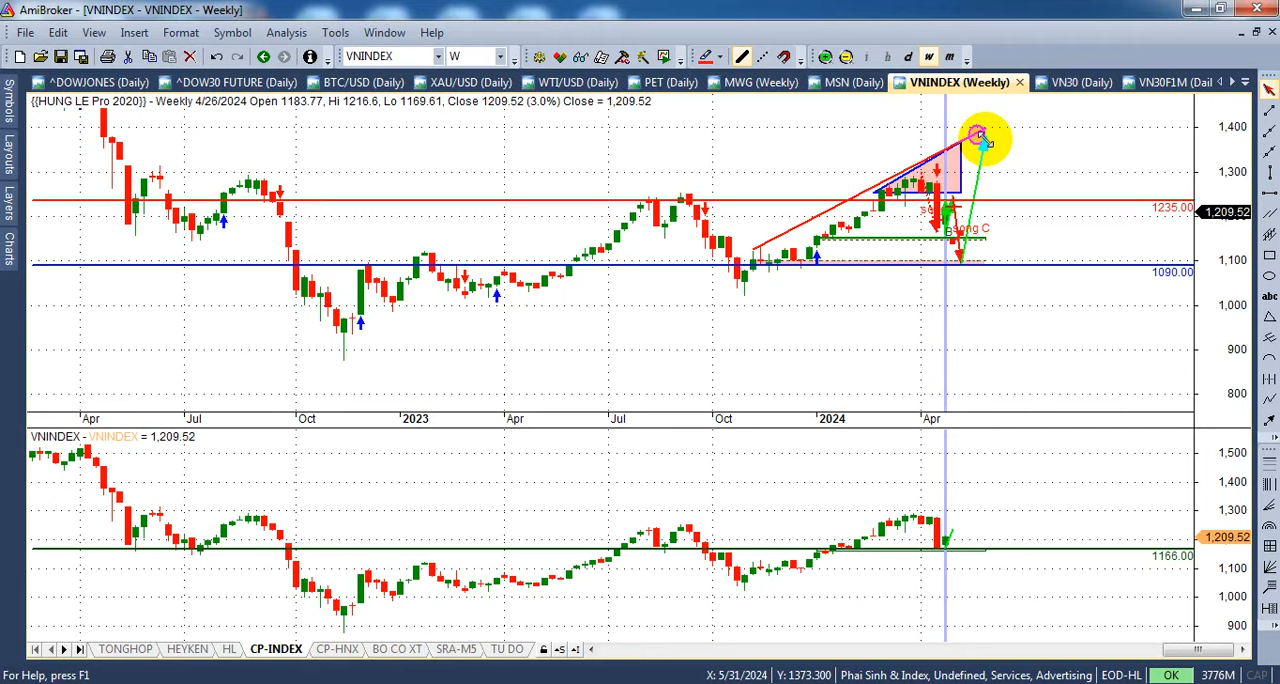 AmiBroker - [VNINDEX - VNINDEX - Weekly]
File Edit View Insert Format Symbol Analysis Tools Window Help
VNINDEX W i h d w m
^DOWJONES (Daily) ^DOW30 FUTURE (Daily) BTC/USD (Daily) XAU/USD (Daily) WTI/USD (Daily) PET (Daily) MWG (Weekly) MSN (Daily) VNINDEX (Weekly) VN30 (Daily) VN30F1M (Dail
Symbols
Layouts
Layers
Charts
{{HUNG LE Pro 2020}} - Weekly 4/26/2024 Open 1183.77, Hi 1216.6, Lo 1169.61, Close 1209.52 (3.0%) Close = 1,209.52
1,400
1,300
1235.00
1,209.52
song C
B
1,100
1090.00
1,000
900
800
Apr Jul Oct 2023 Apr Jul Oct 2024 Apr
VNINDEX - VNINDEX = 1,209.52
1,500
1,400
1,300
1,209.52
1166.00
1,100
1,000
900
abc
TONGHOP HEYKEN HL CP-INDEX CP-HNX BO CO XT SRA-M5 TU DO
For Help, press F1 X: 5/31/2024 Y: 1373.300 Phai Sinh & Index, Undefined, Services, Advertising EOD-HL OK 3776M CAP